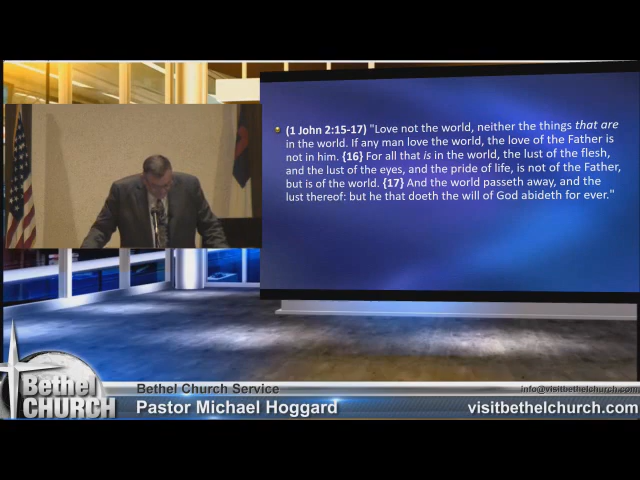 (1 John 2:15-17) "Love not the world, neither the things that are
in the world. If any man love the world, the love of the Father is
not in him. {16} For all that is in the world, the lust of the flesh,
and the lust of the eyes, and the pride of life, is not of the Father,
but is of the world. {17} And the world passeth away, and the
lust thereof: but he that doeth the will of God abideth for ever."
Bethel
CHURCH
Bethel Church Service
info@visitbethelchurch.com
Pastor Michael Hoggard
visitbethelchurch.com